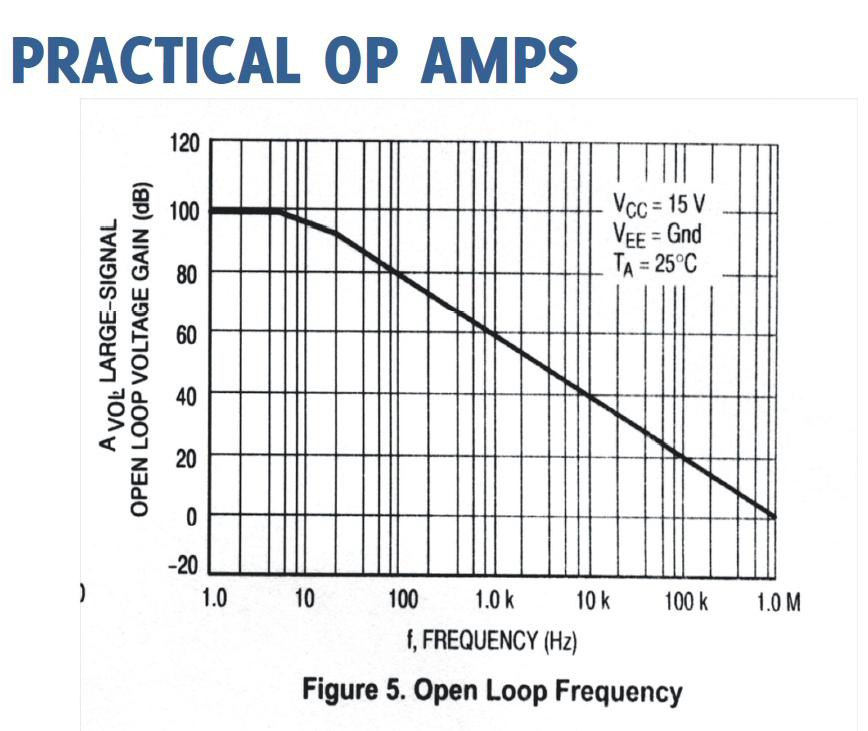 PRACTICAL OP AMPS
120
100
80
60
40
20
0
-20
A VOL LARGE-SIGNAL
OPEN LOOP VOLTAGE GAIN (dB)
VCC = 15 V
VEE = Gnd
TA = 25°C
1.0 10 100 1.0 k 10 k 100 k 1.0 M
f, FREQUENCY (Hz)
Figure 5. Open Loop Frequency